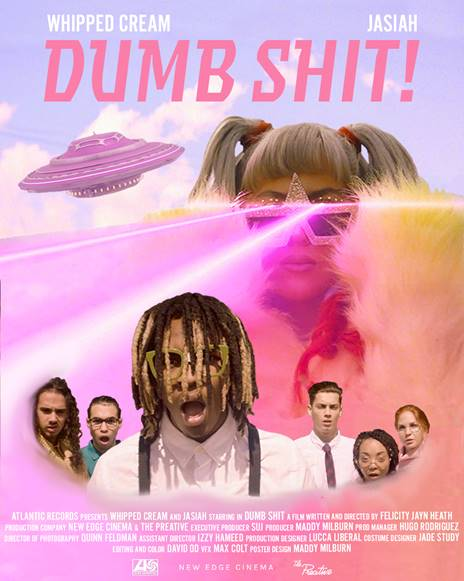 WHIPPED CREAM JASIAH
DUMB SHIT!
ATLANTIC RECORDS PRESENTS WHIPPED CREAM AND JASIAH STARRING IN DUMB SHIT A FILM WRITTEN AND DIRECTED BY FELICITY JAYN HEATH
PRODUCTION COMPANY NEW EDGE CINEMA & THE PREATIVE EXECUTIVE PRODUCER SUJ PRODUCER MADDY MILBURN PROD MANAGER HUGO RODRIGUEZ
DIRECTOR OF PHOTOGRAPHY QUINN FELDMAN ASSISTANT DIRECTOR IZZY HAMEED PRODUCTION DESIGNER LUCCA LIBERAL COSTUME DESIGNER JADE STUDY
EDITING AND COLOR DAVID OD VFX MAX COLT POSTER DESIGN MADDY MILBURN
NEW EDGE CINEMA The Preative